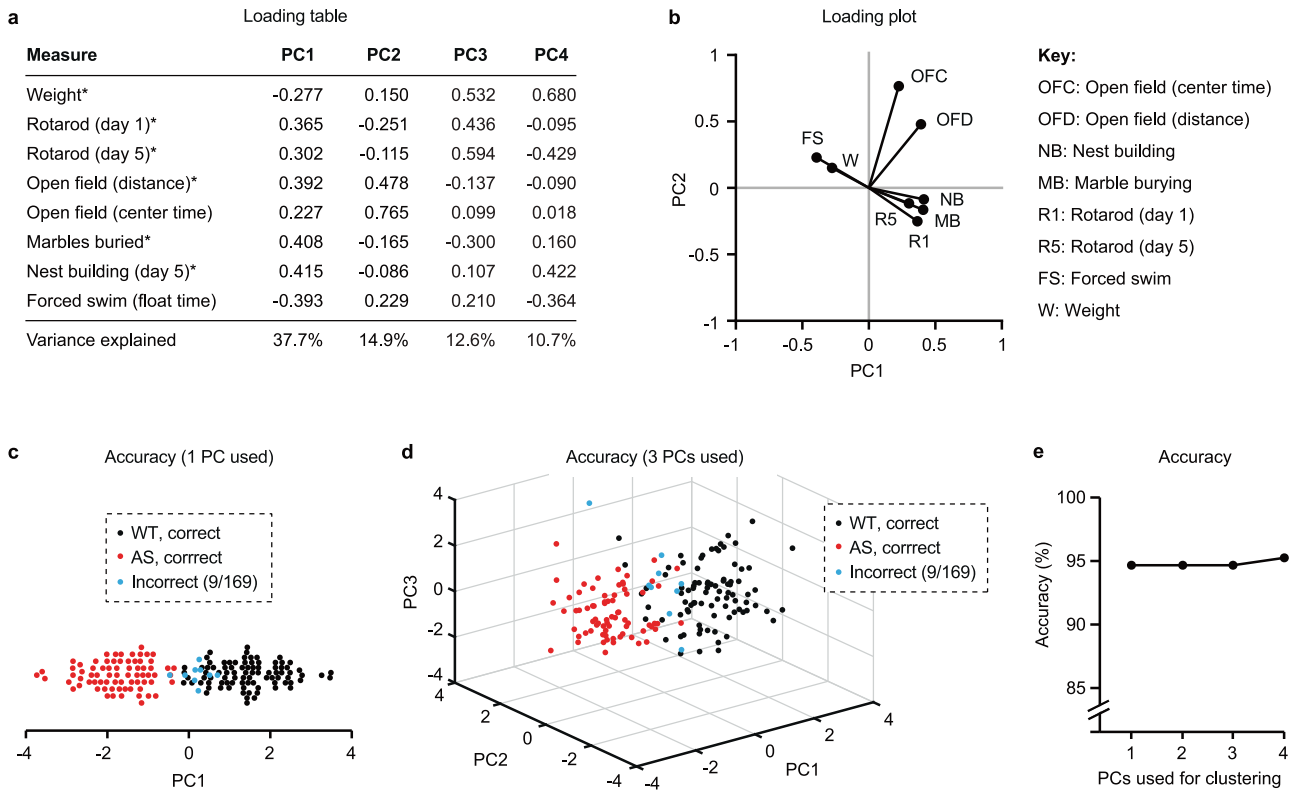 a
Loading table
Measure PC1 PC2 PC3 PC4
Weight* -0.277 0.150 0.532 0.680
Rotarod (day 1)* 0.365 -0.251 0.436 -0.095
Rotarod (day 5)* 0.302 -0.115 0.594 -0.429
Open field (distance)* 0.392 0.478 -0.137 -0.090
Open field (center time) 0.227 0.765 0.099 0.018
Marbles buried* 0.408 -0.165 -0.300 0.160
Nest building (day 5)* 0.415 -0.086 0.107 0.422
Forced swim (float time) -0.393 0.229 0.210 -0.364
Variance explained 37.7% 14.9% 12.6% 10.7%
b
Loading plot
1
0.5
0
-0.5
-1
PC2
OFC
OFD
FS
W
NB
MB
R5
R1
-1 -0.5 0 0.5 1
PC1
Key:
OFC: Open field (center time)
OFD: Open field (distance)
NB: Nest building
MB: Marble burying
R1: Rotarod (day 1)
R5: Rotarod (day 5)
FS: Forced swim
W: Weight
c
Accuracy (1 PC used)
WT, correct
AS, corrrect
Incorrect (9/169)
-4 -2 0 2 4
PC1
d
Accuracy (3 PCs used)
WT, correct
AS, corrrect
Incorrect (9/169)
4
2
0
-2
-4
PC3
4
2
0
-2
-4
PC2
-4
-2
0
2
4
PC1
e
Accuracy
100
95
90
85
Accuracy (%)
1 2 3 4
PCs used for clustering